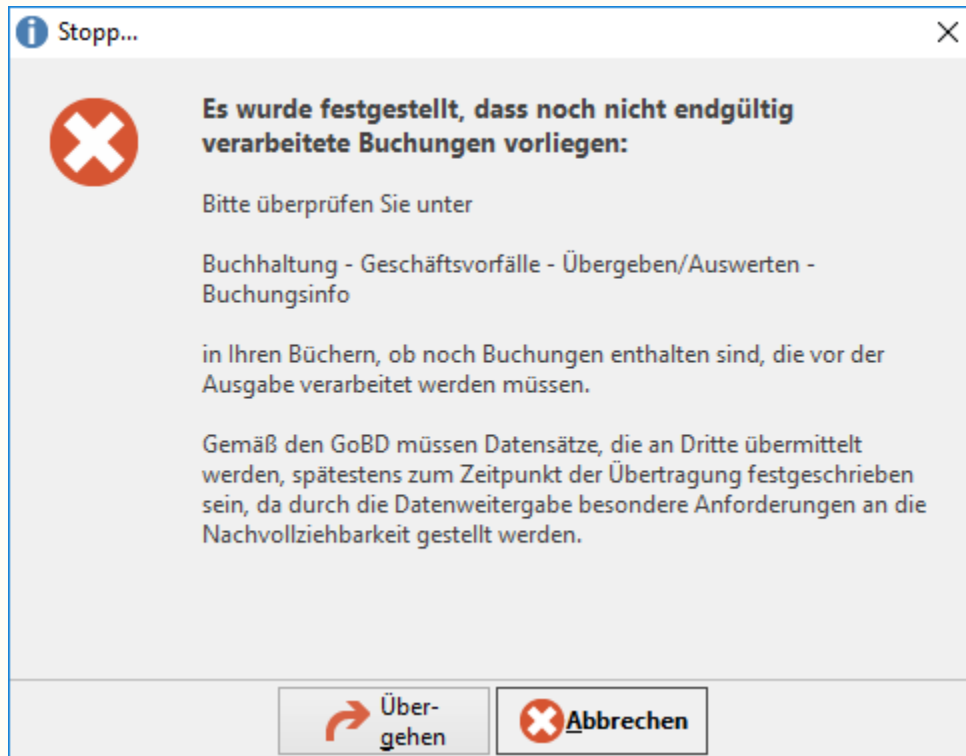 Stopp...
Es wurde festgestellt, dass noch nicht endgültig
verarbeitete Buchungen vorliegen:
Bitte überprüfen Sie unter
Buchhaltung - Geschäftsvorfälle - Übergeben/Auswerten -
Buchungsinfo
in Ihren Büchern, ob noch Buchungen enthalten sind, die vor der
Ausgabe verarbeitet werden müssen.
Gemäß den GoBD müssen Datensätze, die an Dritte übermittelt
werden, spätestens zum Zeitpunkt der Übertragung festgeschrieben
sein, da durch die Datenweitergabe besondere Anforderungen an die
Nachvollziehbarkeit gestellt werden.
Über-
gehen
Abbrechen